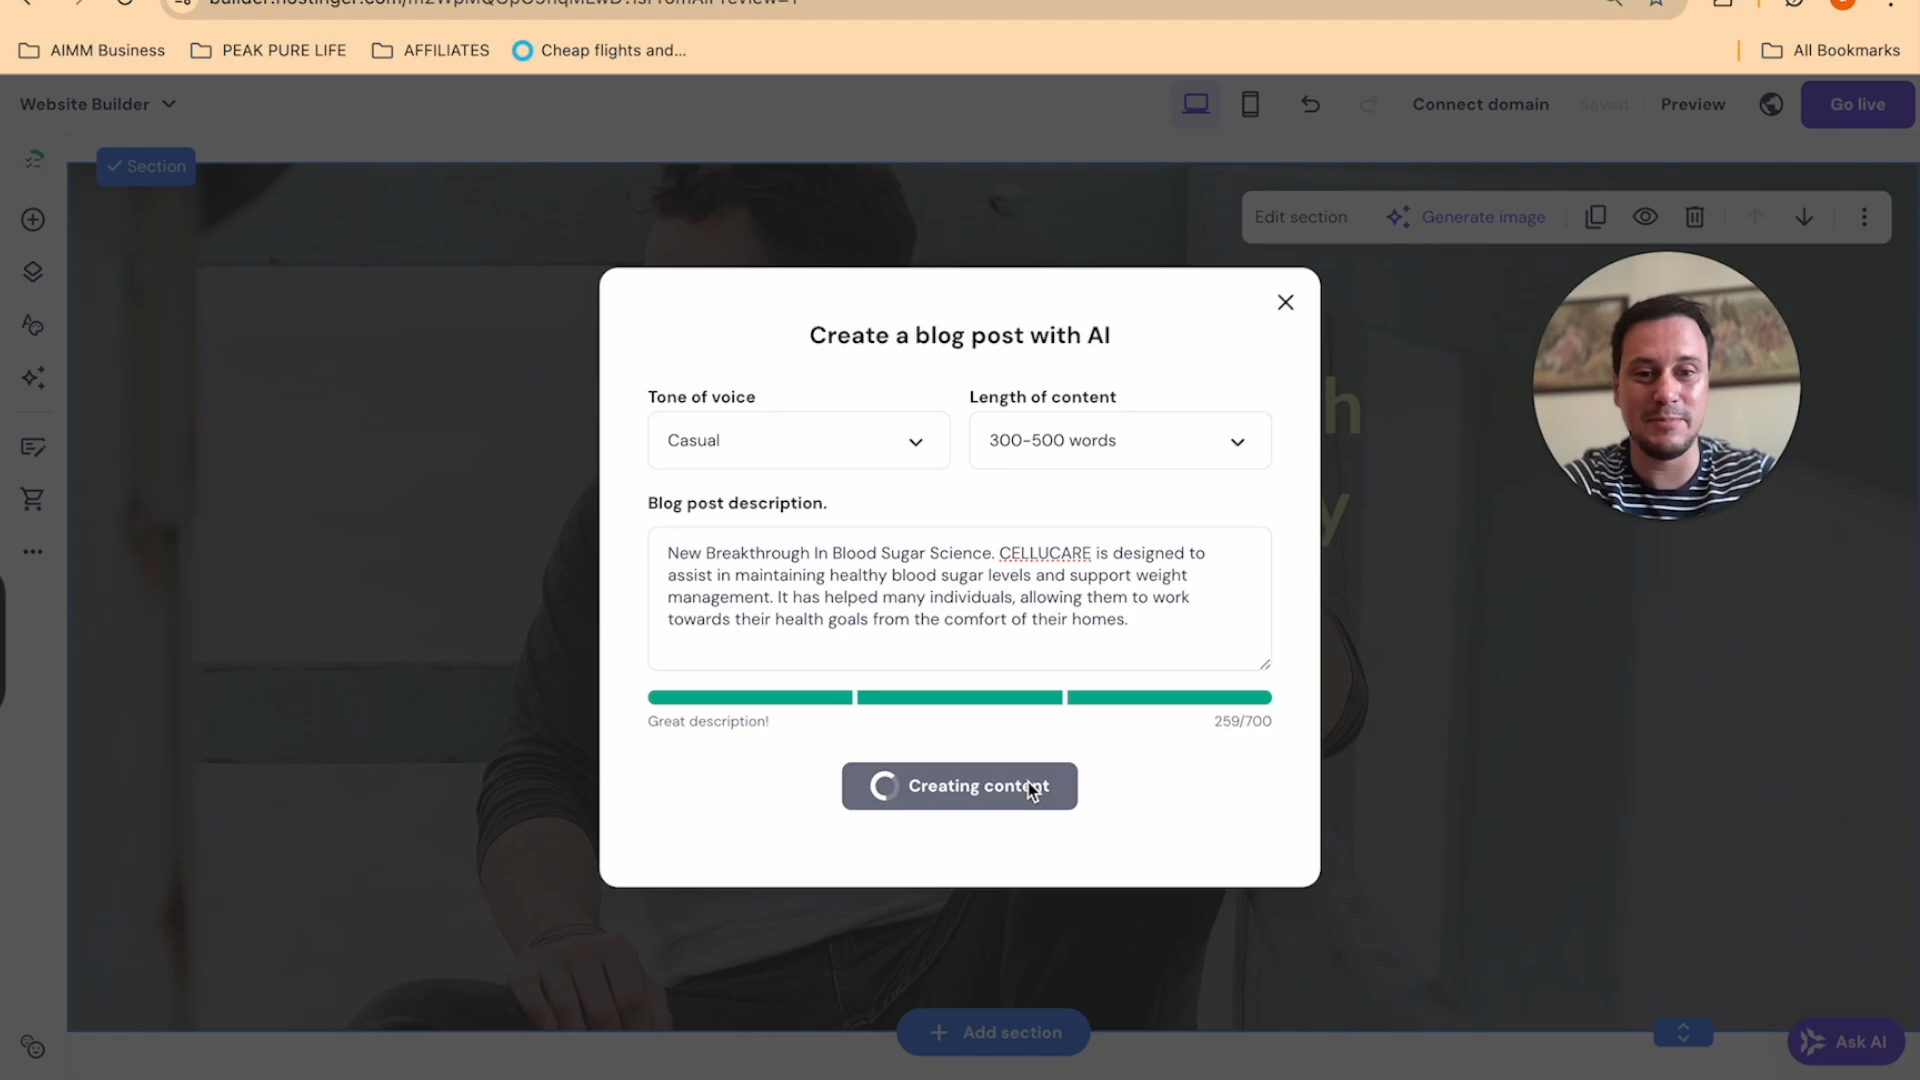 AIMM Business
PEAK PURE LIFE
AFFILIATES
Cheap flights and...
All Bookmarks
Website Builder
Connect domain
Saved
Preview
Go live
Section
Edit section
Generate image
Create a blog post with AI
Tone of voice
Length of content
Casual
300-500 words
Blog post description.
New Breakthrough In Blood Sugar Science. CELLUCARE is designed to
assist in maintaining healthy blood sugar levels and support weight
management. It has helped many individuals, allowing them to work
towards their health goals from the comfort of their homes.
Great description!
259/700
Creating content
Add section
Ask AI